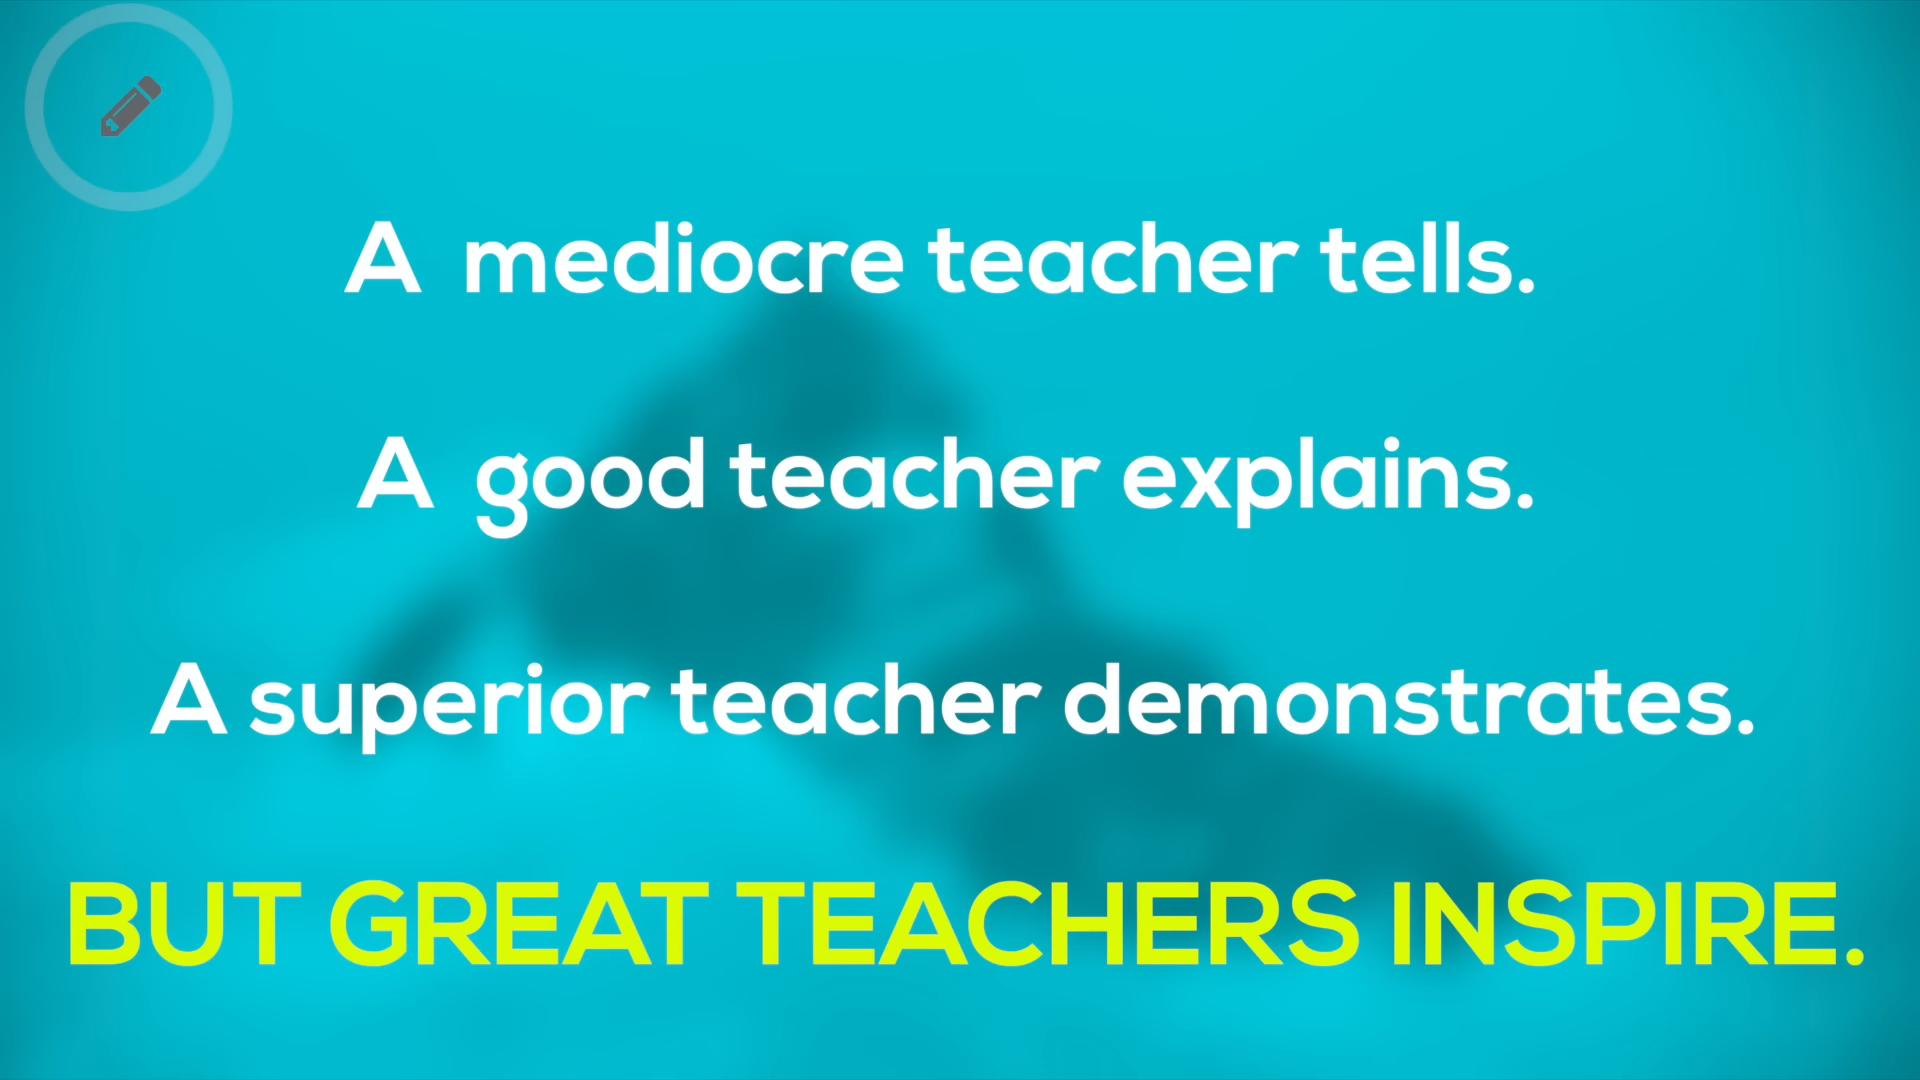 A mediocre teacher tells.
A good teacher explains.
A superior teacher demonstrates.
BUT GREAT TEACHERS INSPIRE.